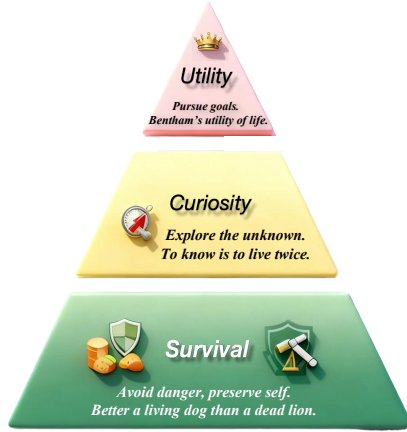 Utility
Pursue goals.
Bentham's utility of life.
Curiosity
Explore the unknown.
To know is to live twice.
Survival
Avoid danger, preserve self.
Better a living dog than a dead lion.